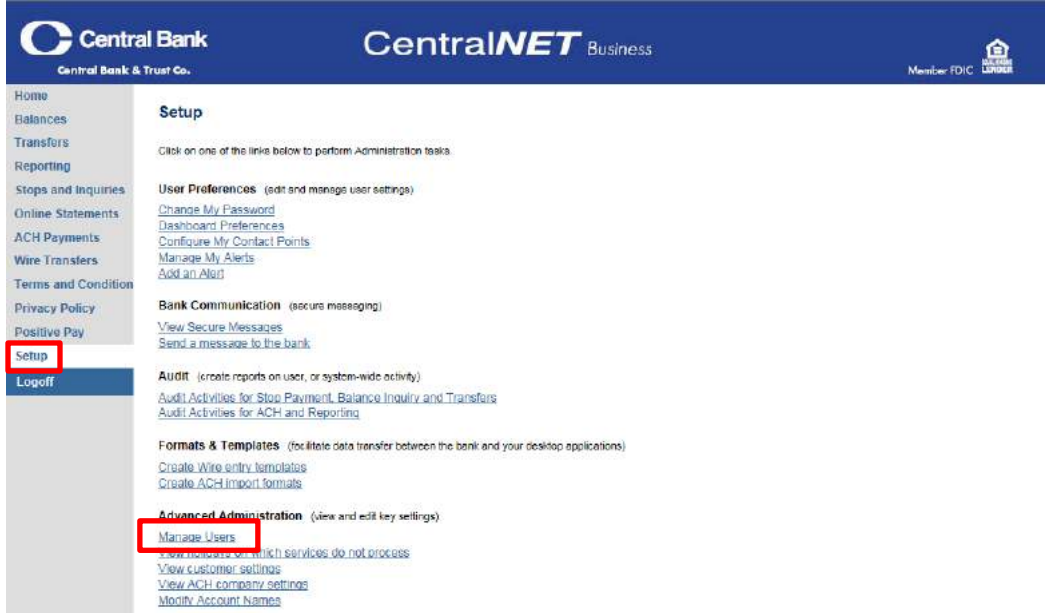 Central Bank
Central Bank & Trust Co.
CentralNET Business
Member FDIC
EQUAL HOUSING
LENDER
Home
Balances
Transfers
Reporting
Stops and Inquiries
Online Statements
ACH Payments
Wire Transfers
Terms and Condition
Privacy Policy
Positive Pay
Setup
Logoff
Setup
Click on one of the links below to perform Administration tasks.
User Preferences (edit and manage user settings)
Change My Password
Dashboard Preferences
Configure My Contact Points
Manage My Alerts
Add an Alert
Bank Communication (secure messaging)
View Secure Messages
Send a message to the bank
Audit (create reports on user, or system-wide activity)
Audit Activities for Stop Payment, Balance Inquiry and Transfers
Audit Activities for ACH and Reporting
Formats & Templates (facilitate data transfer between the bank and your desktop applications)
Create Wire entry templates
Create ACH import formats
Advanced Administration (view and edit key settings)
Manage Users
View holidays on which services do not process
View customer settings
View ACH company settings
Modify Account Names